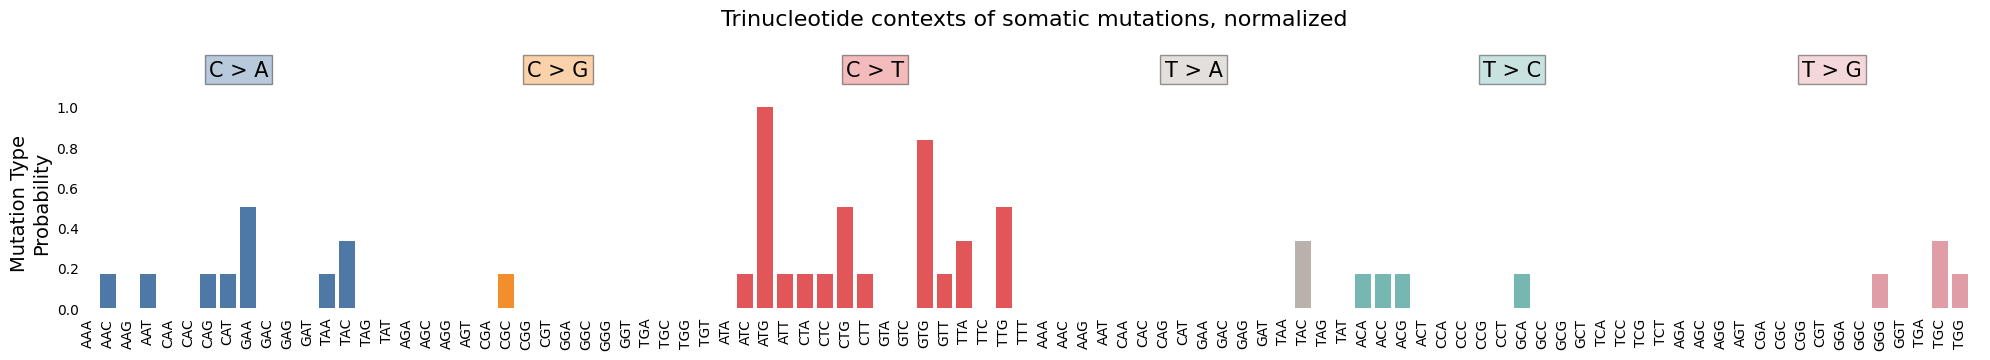 Trinucleotide contexts of somatic mutations, normalized
C > A
C > G
C > T
T > A
T > C
T > G
Mutation Type
Probability
1.0
0.8
0.6
0.4
0.2
0.0
AAA AAC AAG AAT CAA CAC CAG CAT GAA GAC GAG GAT TAA TAC TAG TAT AGA AGC AGG AGT CGA CGC CGG CGT GGA GGC GGG GGT TGA TGC TGG TGT ATA ATC ATG ATT CTA CTC CTG CTT GTA GTC GTG GTT TTA TTC TTG TTT AAA AAC AAG AAT CAA CAC CAG CAT GAA GAC GAG GAT TAA TAC TAG TAT ACA ACC ACG ACT CCA CCC CCG CCT GCA GCC GCG GCT TCA TCC TCG TCT AGA AGC AGG AGT CGA CGC CGG CGT GGA GGC GGG GGT TGA TGC TGG